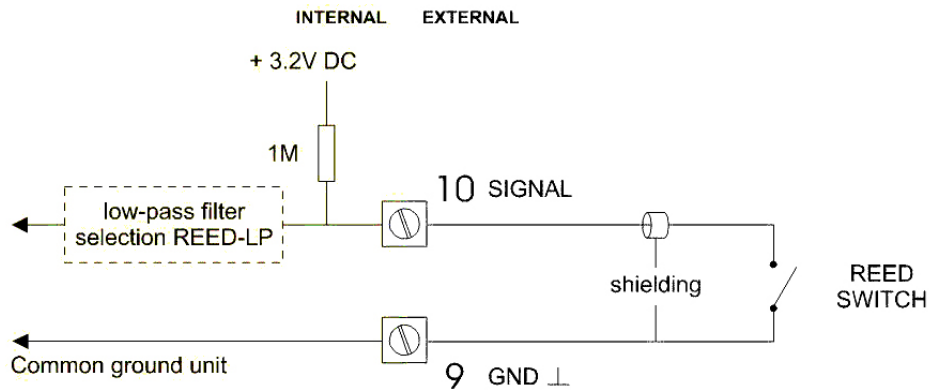 INTERNAL EXTERNAL
+ 3.2V DC
1M
10 SIGNAL
low-pass filter
selection REED-LP
shielding
REED
SWITCH
Common ground unit
9 GND ⊥